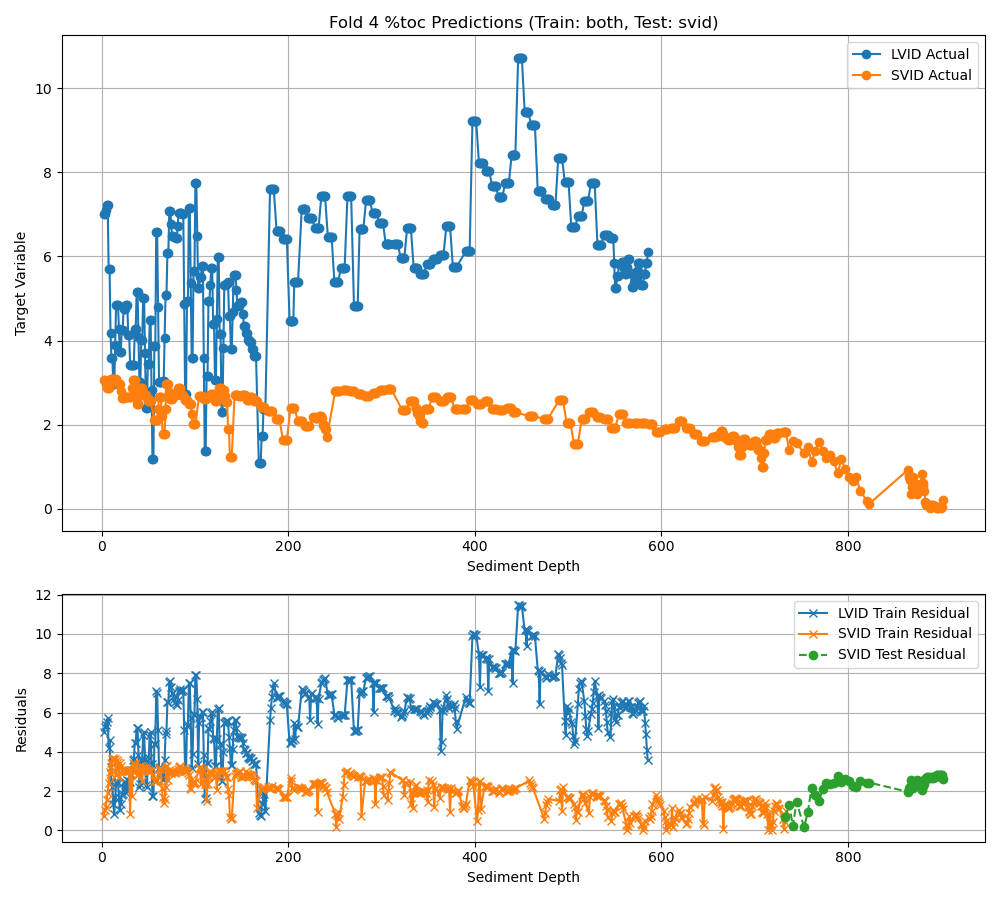 Fold 4 %toc Predictions (Train: both, Test: svid)
LVID Actual
SVID Actual
Target Variable
10
8
6
4
2
0
0 200 400 600 800
Sediment Depth
LVID Train Residual
SVID Train Residual
SVID Test Residual
Residuals
12
10
8
6
4
2
0
0 200 400 600 800
Sediment Depth